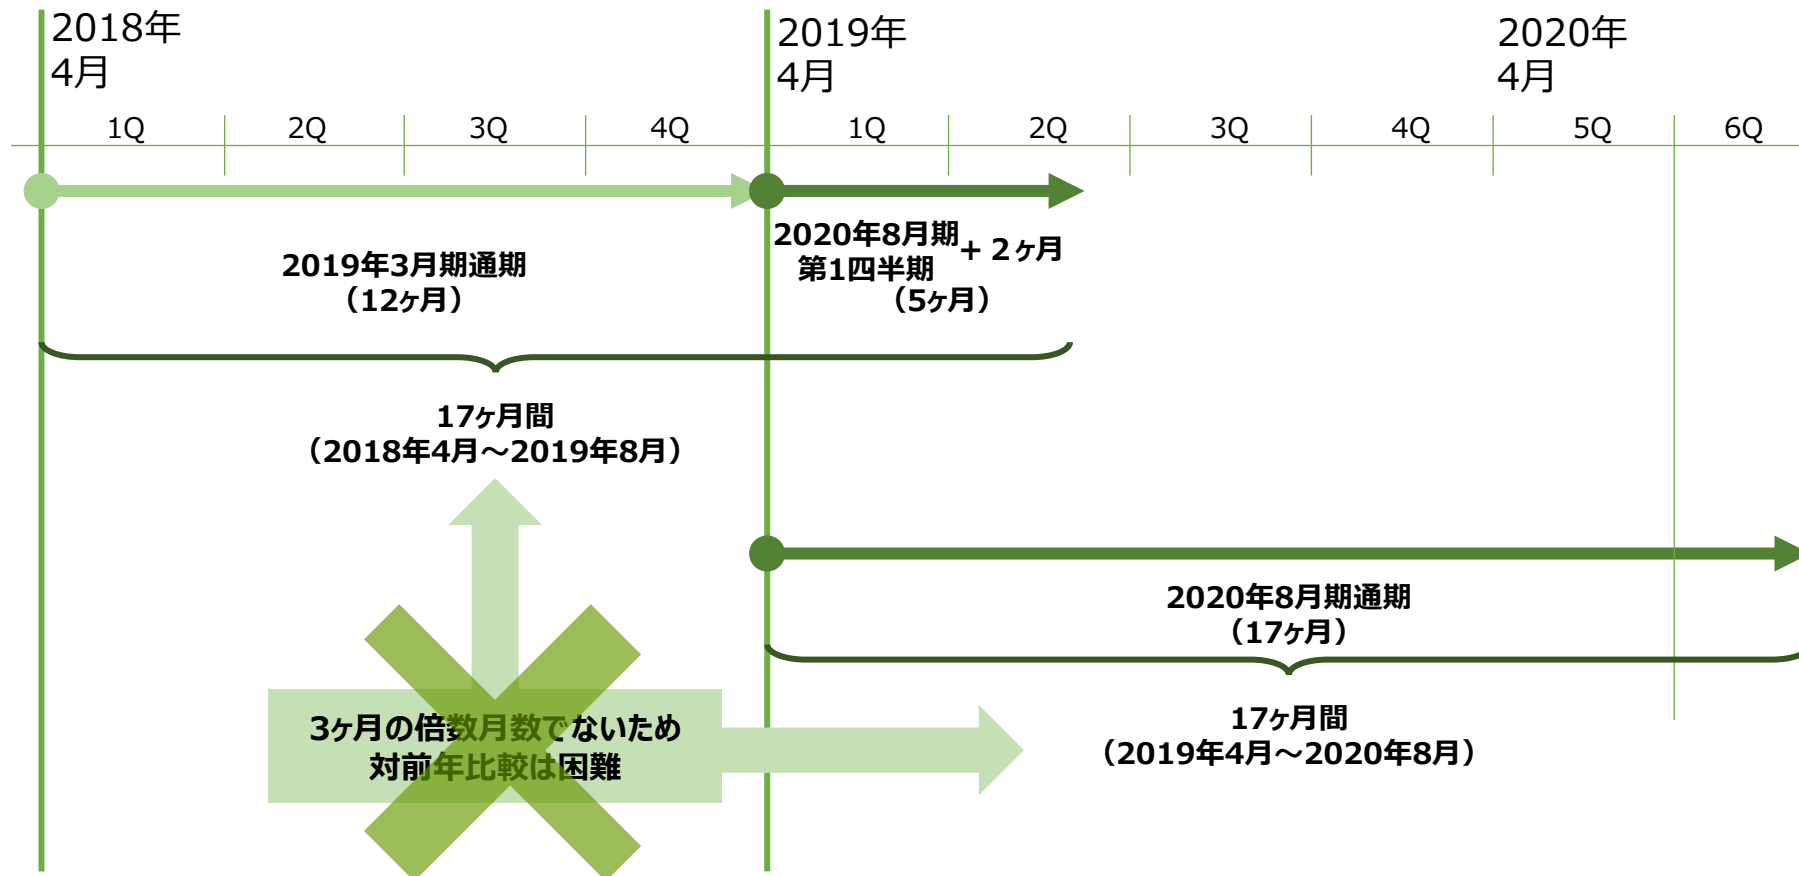 2018年
4月
2019年
4月
2020年
4月
1Q 2Q 3Q 4Q 1Q 2Q 3Q 4Q 5Q 6Q
2019年3月期通期
（12ヶ月）
2020年8月期
第1四半期
+ 2ヶ月
（5ヶ月）
17ヶ月間
（2018年4月～2019年8月）
2020年8月期通期
（17ヶ月）
3ヶ月の倍数月数でないため
対前年比較は困難
17ヶ月間
（2019年4月～2020年8月）